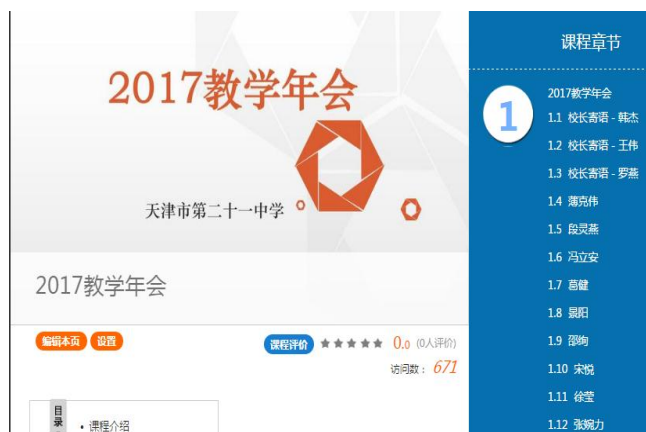 2017教学年会
天津市第二十一中学
2017教学年会
编辑本页 设置
课程评价 0.0 (0人评价)
访问数： 671
目录
• 课程介绍
课程章节
1
2017教学年会
1.1 校长寄语 - 韩杰
1.2 校长寄语 - 王伟
1.3 校长寄语 - 罗燕
1.4 薄克伟
1.5 段灵燕
1.6 冯立安
1.7 葛健
1.8 景阳
1.9 邵绚
1.10 宋悦
1.11 徐莹
1.12 张婉力